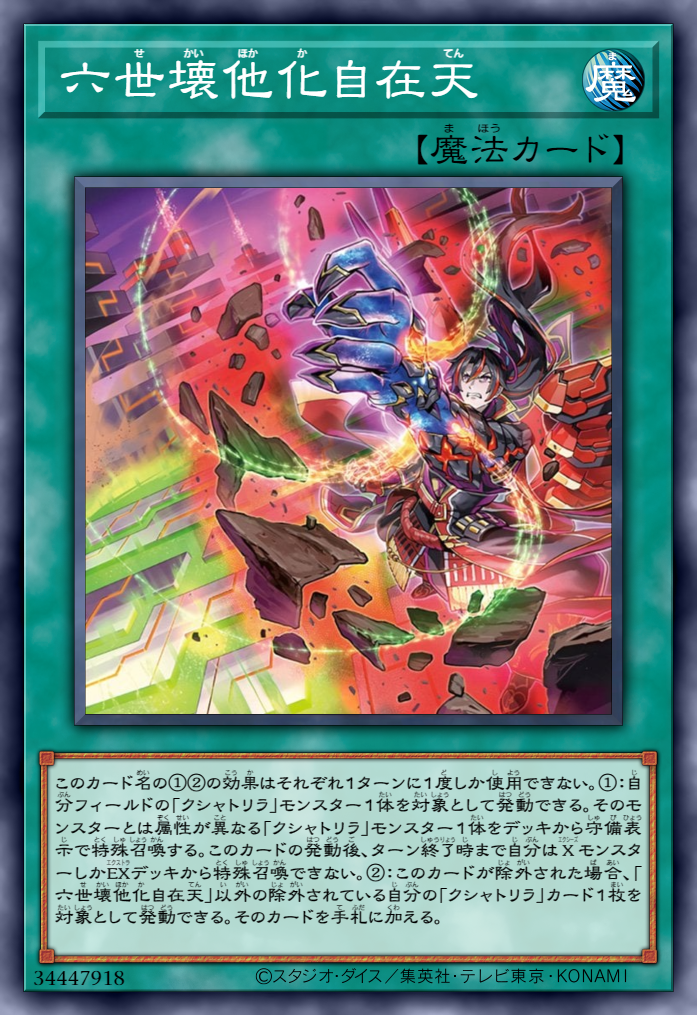 六世壊他化自在天
魔
【魔法カード】
このカード名の①②の効果はそれぞれ1ターンに1度しか使用できない。①:自
分フィールドの「クシャトリラ」モンスター1体を対象として発動できる。そのモ
ンスターとは属性が異なる「クシャトリラ」モンスター1体をデッキから守備表
示で特殊召喚する。このカードの発動後、ターン終了時まで自分はXモンス
ターしかEXデッキから特殊召喚できない。②:このカードが除外された場合、「
六世壊他化自在天」以外の除外されている自分の「クシャトリラ」カード1枚を
対象として発動できる。そのカードを手札に加える。
34447918
©スタジオ・ダイス/集英社・テレビ東京・KONAMI